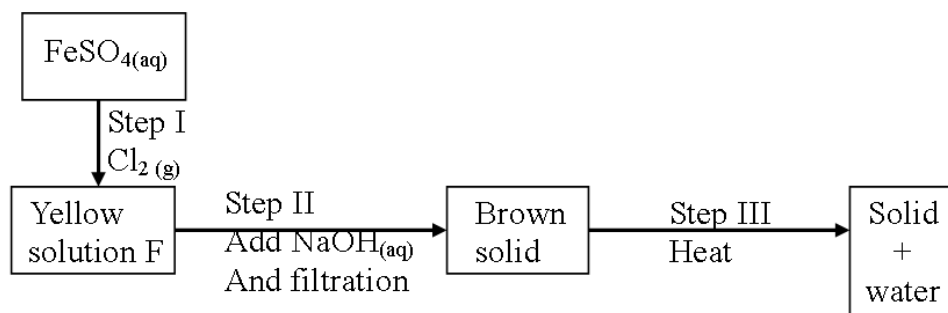 FeSO₄(aq)
Step I
Cl₂ (g)
Yellow
solution F
Step II
Add NaOH(aq)
And filtration
Brown
solid
Step III
Heat
Solid
+
water